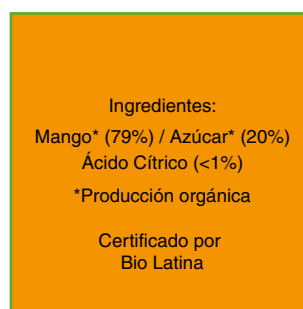 Ingredientes:
Mango* (79%) / Azúcar* (20%)
Ácido Cítrico (<1%)
*Producción orgánica
Certificado por
Bio Latina